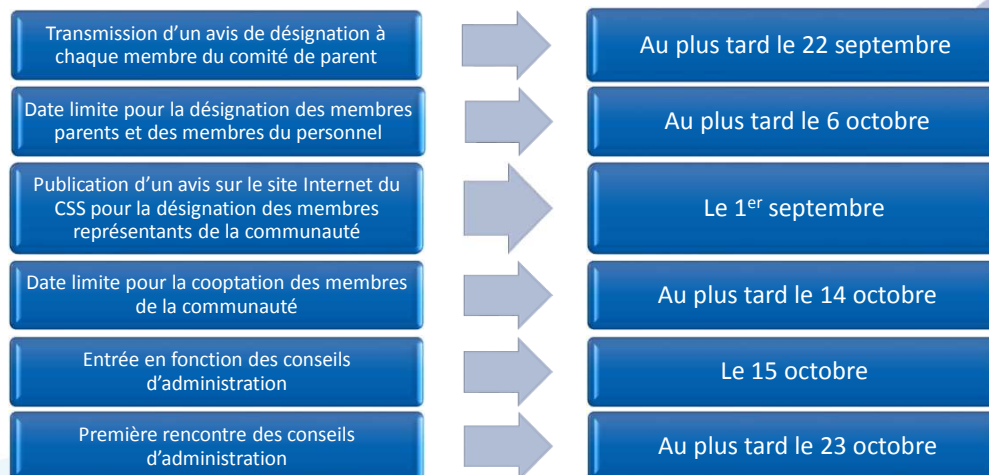 Transmission d'un avis de désignation à
chaque membre du comité de parent
Au plus tard le 22 septembre
Date limite pour la désignation des membres
parents et des membres du personnel
Au plus tard le 6 octobre
Publication d'un avis sur le site Internet du
CSS pour la désignation des membres
représentants de la communauté
Le 1er septembre
Date limite pour la cooptation des membres
de la communauté
Au plus tard le 14 octobre
Entrée en fonction des conseils
d'administration
Le 15 octobre
Première rencontre des conseils
d'administration
Au plus tard le 23 octobre